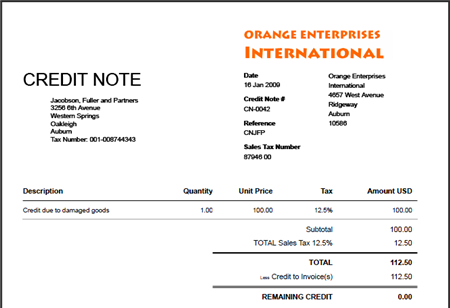 ORANGE ENTERPRISES
INTERNATIONAL
CREDIT NOTE
Jacobson, Fuller and Partners
3256 6th Avenue
Western Springs
Oakleigh
Auburn
Tax Number: 001-008744343
Date
16 Jan 2009
Credit Note #
CN-0042
Reference
CNJFP
Sales Tax Number
87946 00
Orange Enterprises
International
4657 West Avenue
Ridgeway
Auburn
10586
Description Quantity Unit Price Tax Amount USD
Credit due to damaged goods 1.00 100.00 12.5% 100.00
Subtotal 100.00
TOTAL Sales Tax 12.5% 12.50
TOTAL 112.50
Less Credit to Invoice(s) 112.50
REMAINING CREDIT 0.00